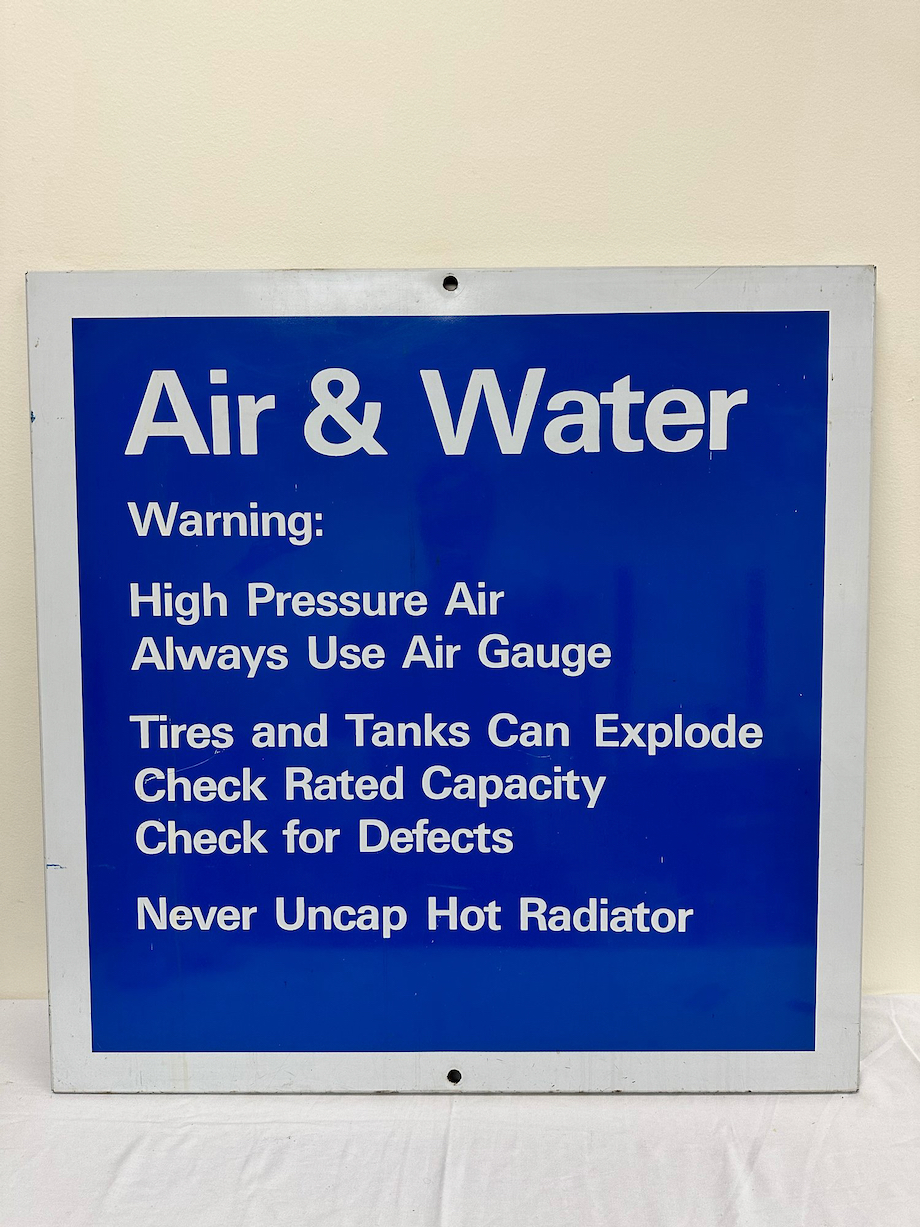 Air & Water
Warning:
High Pressure Air
Always Use Air Gauge
Tires and Tanks Can Explode
Check Rated Capacity
Check for Defects
Never Uncap Hot Radiator